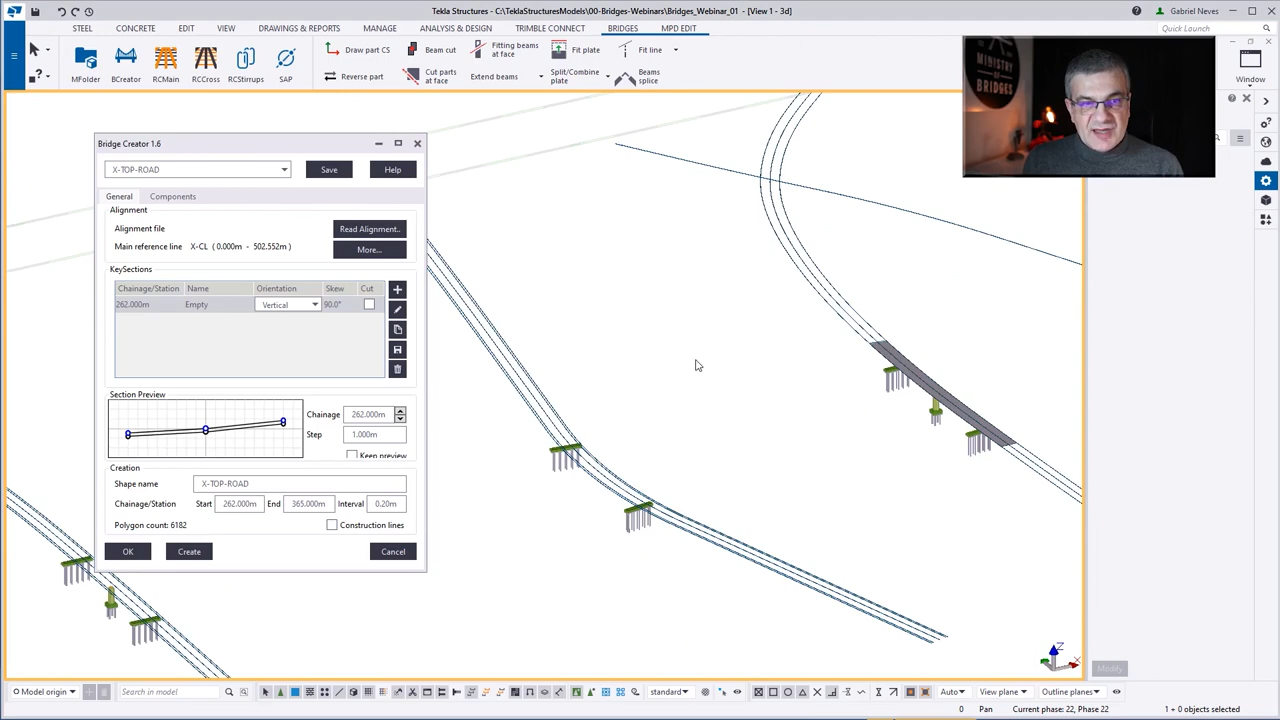 Tekla Structures - C:\TeklaStructuresModels\00-Bridges-Webinars\Bridges_Webinar_01 - [View 1 - 3d]
Gabriel Neves
STEEL CONCRETE EDIT VIEW DRAWINGS & REPORTS MANAGE ANALYSIS & DESIGN TRIMBLE CONNECT BRIDGES MPD EDIT
Quick Launch
MFolder BCreator RCMain RCCross RCStirrups SAP
Draw part CS Beam cut Fitting beams at face Fit plate Fit line
Reverse part Cut parts at face Extend beams Split/Combine plate Beams splice
Window
MINISTRY OF BRIDGES
Bridge Creator 1.6
X-TOP-ROAD Save Help
General Components
Alignment
Alignment file Read Alignment..
Main reference line X-CL ( 0.000m - 502.552m ) More...
KeySections
Chainage/Station Name Orientation Skew Cut
262.000m Empty Vertical 90.0°
Section Preview
Chainage 262.000m
Step 1.000m
Keep preview
Creation
Shape name X-TOP-ROAD
Chainage/Station Start 262.000m End 365.000m Interval 0.20m
Polygon count: 6182 Construction lines
OK Create Cancel
Z
X
Modify
Model origin Search in model standard Auto View plane Outline planes
0 Pan Current phase: 22, Phase 22 1 + 0 objects selected